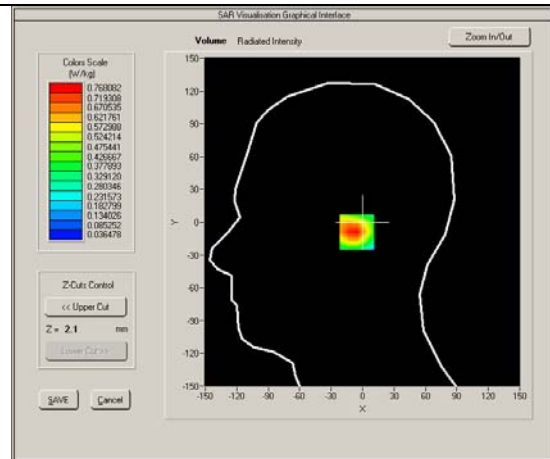 SAR Visualisation Graphical Interface
Volume Radiated Intensity
Zoom In/Out
Colors Scale
(W/kg)
0.768082
0.719308
0.670535
0.621761
0.572988
0.524214
0.475441
0.426667
0.377893
0.329120
0.280346
0.231573
0.182799
0.134026
0.085252
0.036478
Z-Cuts Control
<< Upper Cut
Z = 2.1 mm
Lower Cut >>
SAVE Cancel
150
120
90
60
30
0
-30
-60
-90
-120
-150
Y
-150 -120 -90 -60 -30 0 30 60 90 120 150
X